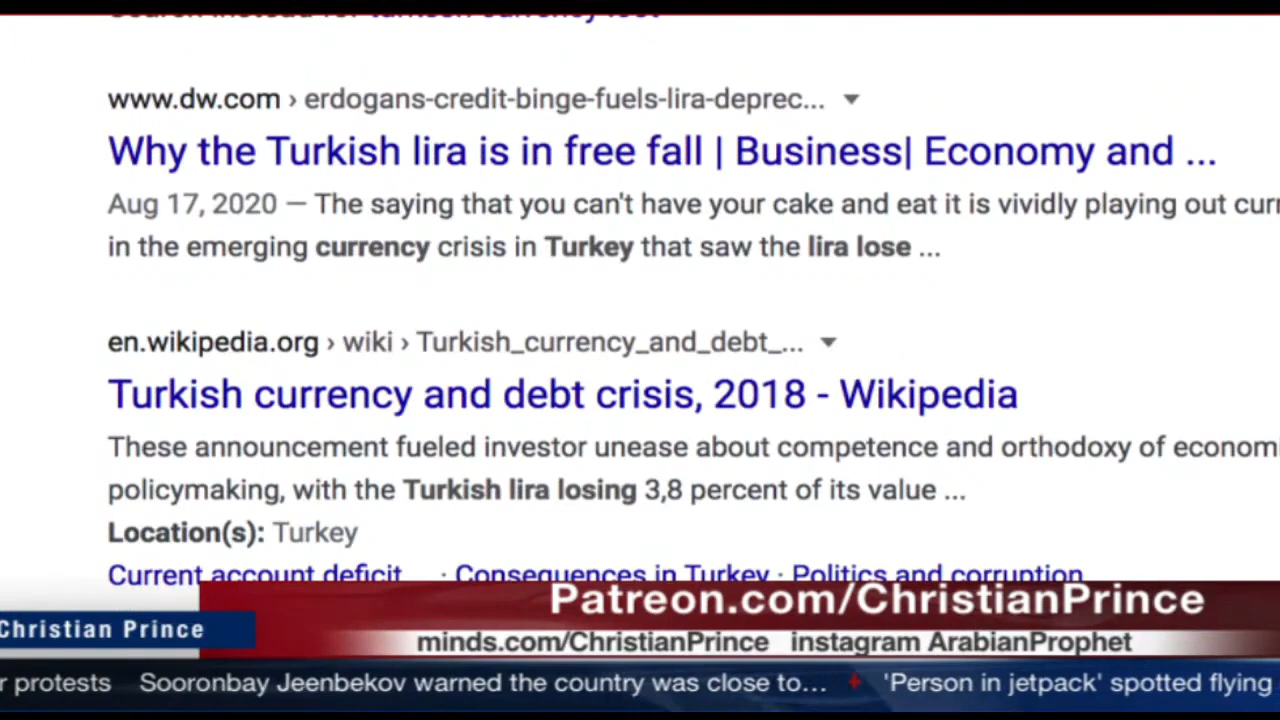 www.dw.com › erdogans-credit-binge-fuels-lira-deprec...
Why the Turkish lira is in free fall | Business| Economy and ...
Aug 17, 2020 — The saying that you can't have your cake and eat it is vividly playing out curr
in the emerging currency crisis in Turkey that saw the lira lose ...
en.wikipedia.org › wiki › Turkish_currency_and_debt_...
Turkish currency and debt crisis, 2018 - Wikipedia
These announcement fueled investor unease about competence and orthodoxy of economi
policymaking, with the Turkish lira losing 3,8 percent of its value ...
Location(s): Turkey
Current account deficit · Consequences in Turkey · Politics and corruption
Patreon.com/ChristianPrince
Christian Prince
minds.com/ChristianPrince instagram ArabianProphet
r protests Sooronbay Jeenbekov warned the country was close to... 'Person in jetpack' spotted flying